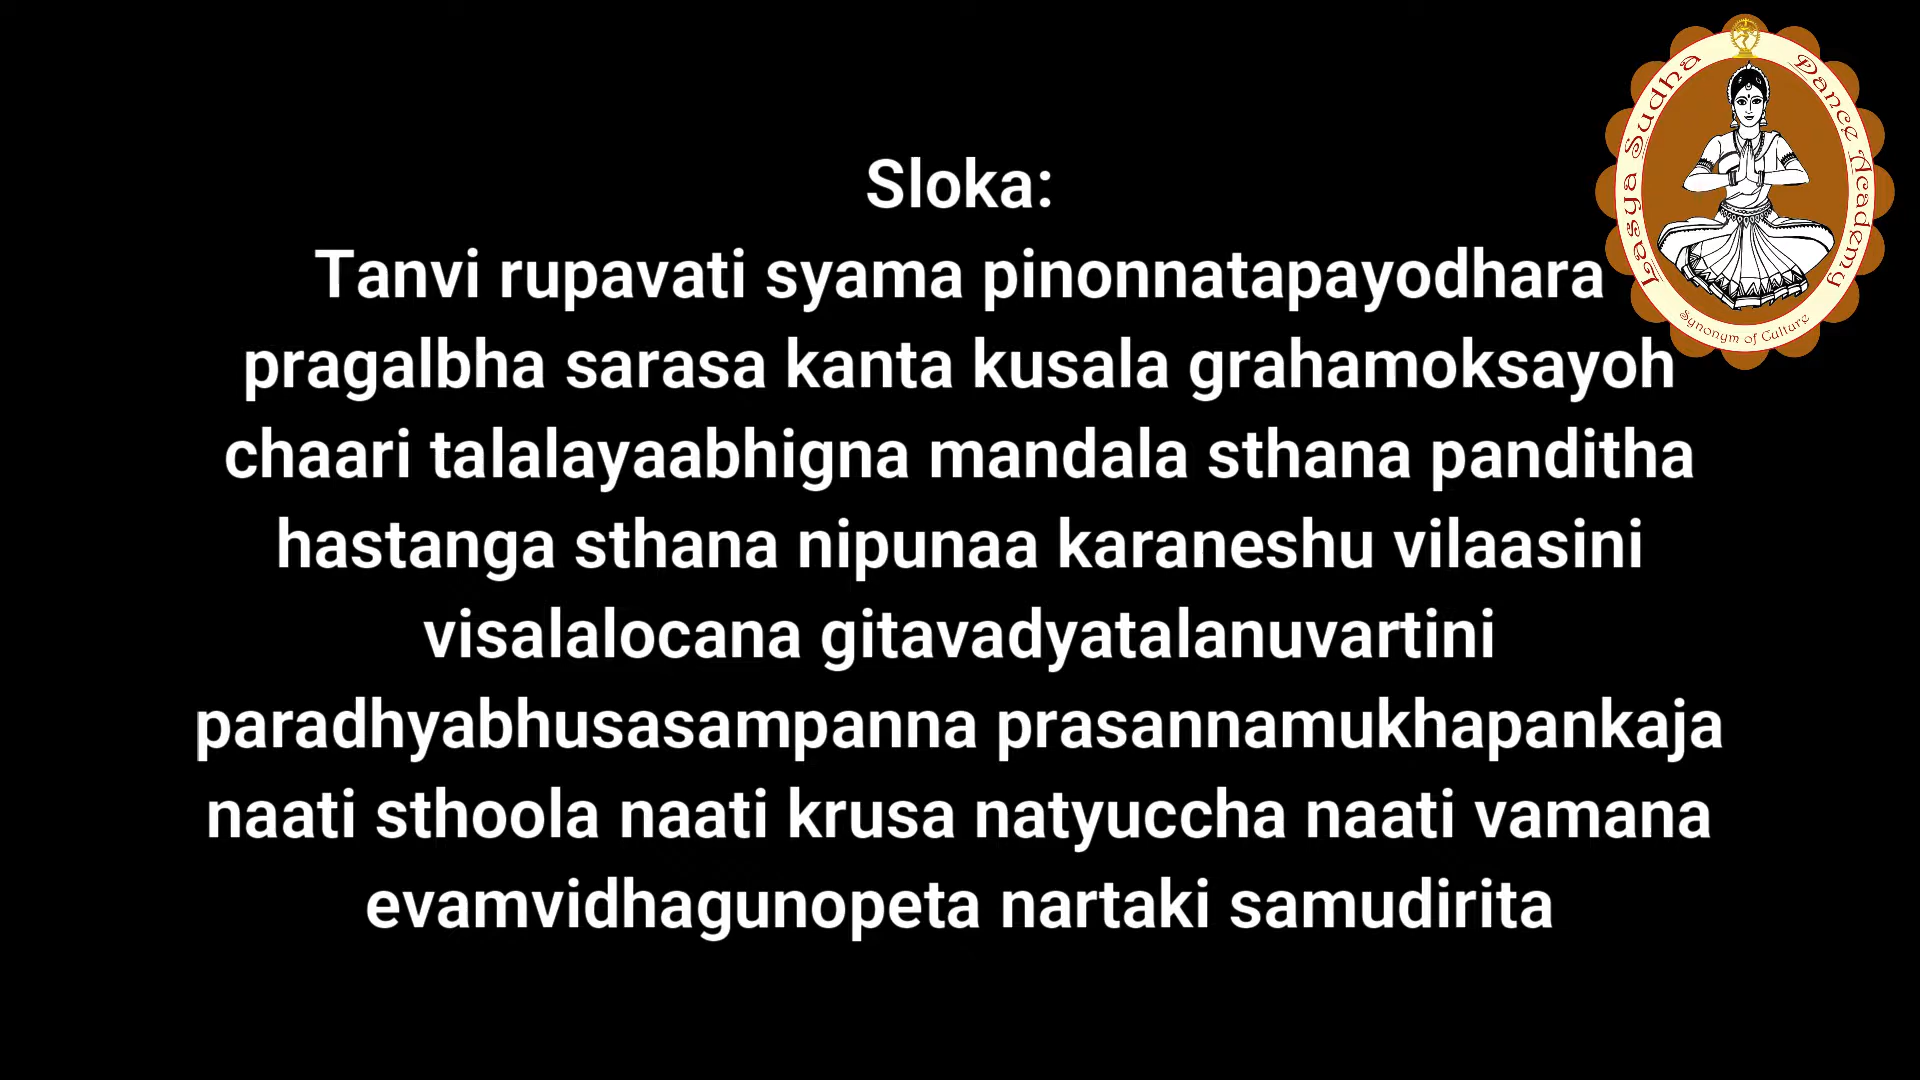 Sloka:
Tanvi rupavati syama pinonnatapayodhara
pragalbha sarasa kanta kusala grahamoksayoh
chaari talalayaabhigna mandala sthana panditha
hastanga sthana nipunaa karaneshu vilaasini
visalalocana gitavadyatalanuvartini
paradhyabhusasampanna prasannamukhapankaja
naati sthoola naati krusa natyuccha naati vamana
evamvidhagunopeta nartaki samudirita
Lasya Sudha Dance Academy
Synonym of Culture